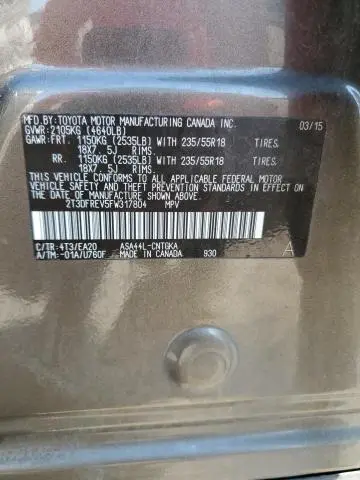 MFD.BY:TOYOTA MOTOR MANUFACTURING CANADA INC. 03/15
GVWR:2105KG (4640LB)
GAWR:FRT. 1150KG (2535LB) WITH 235/55R18 TIRES,
18X7.5J RIMS,
RR. 1150KG (2535LB) WITH 235/55R18 TIRES,
18X7.5J RIMS,
THIS VEHICLE CONFORMS TO ALL APPLICABLE FEDERAL MOTOR
VEHICLE SAFETY AND THEFT PREVENTION STANDARDS IN EFFECT
ON THE DATE OF MANUFACTURE SHOWN ABOVE.
2T3DFREV5FW317804 MPV
C/TR:4T3/EA20 ASA44L-CNTGKA A
A/TM:-01A/U760F MADE IN CANADA 930